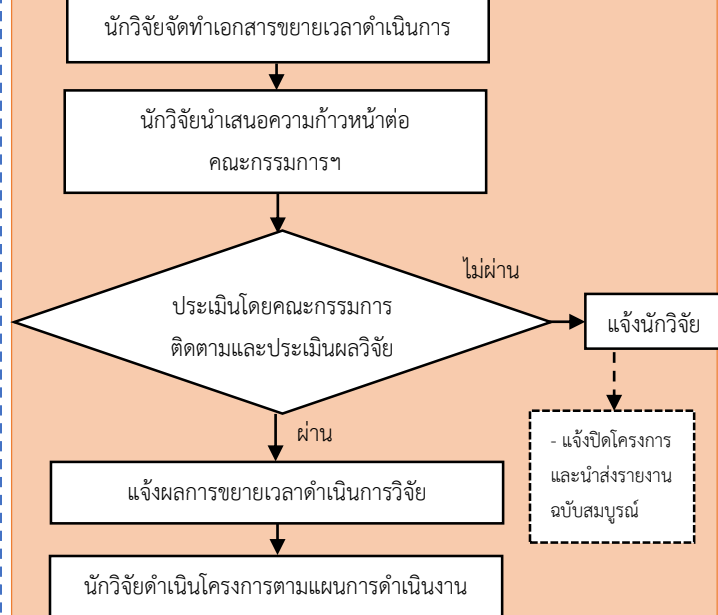 นักวิจัยจัดทำเอกสารขยายเวลาดำเนินการ
นักวิจัยนำเสนอความก้าวหน้าต่อ
คณะกรรมการฯ
ไม่ผ่าน
ประเมินโดยคณะกรรมการ
ติดตามและประเมินผลวิจัย
แจ้งนักวิจัย
ผ่าน
- แจ้งปิดโครงการ
และนำส่งรายงาน
ฉบับสมบูรณ์
แจ้งผลการขยายเวลาดำเนินการวิจัย
นักวิจัยดำเนินโครงการตามแผนการดำเนินงาน